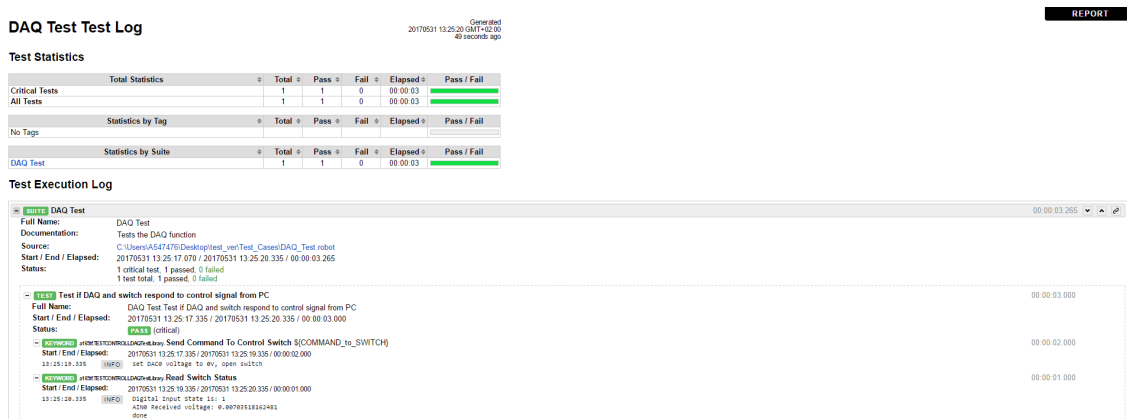 REPORT
DAQ Test Test Log
Generated
20170531 13:25:20 GMT+02:00
49 seconds ago
Test Statistics
Total Statistics Total Pass Fail Elapsed Pass / Fail
Critical Tests 1 1 0 00:00:03
All Tests 1 1 0 00:00:03
Statistics by Tag Total Pass Fail Elapsed Pass / Fail
No Tags
Statistics by Suite Total Pass Fail Elapsed Pass / Fail
DAQ Test 1 1 0 00:00:03
Test Execution Log
SUITE DAQ Test 00:00:03.265
Full Name: DAQ Test
Documentation: Tests the DAQ function
Source: C:\Users\A547476\Desktop\test_ver\Test_Cases\DAQ_Test.robot
Start / End / Elapsed: 20170531 13:25:17.070 / 20170531 13:25:20.335 / 00:00:03.265
Status: 1 critical test, 1 passed, 0 failed
1 test total, 1 passed, 0 failed
TEST Test if DAQ and switch respond to control signal from PC 00:00:03.000
Full Name: DAQ Test.Test if DAQ and switch respond to control signal from PC
Start / End / Elapsed: 20170531 13:25:17.335 / 20170531 13:25:20.335 / 00:00:03.000
Status: PASS (critical)
KEYWORD Send Command To Control Switch ${COMMAND_to_SWITCH} 00:00:02.000
Start / End / Elapsed: 20170531 13:25:17.335 / 20170531 13:25:19.335 / 00:00:02.000
13:25:19.335 INFO set DAC0 voltage to 0V, open switch
KEYWORD Read Switch Status 00:00:01.000
Start / End / Elapsed: 20170531 13:25:19.335 / 20170531 13:25:20.335 / 00:00:01.000
13:25:20.335 INFO Digital Input state is: 1
AIN0 Received voltage: 0.00703518162481
done